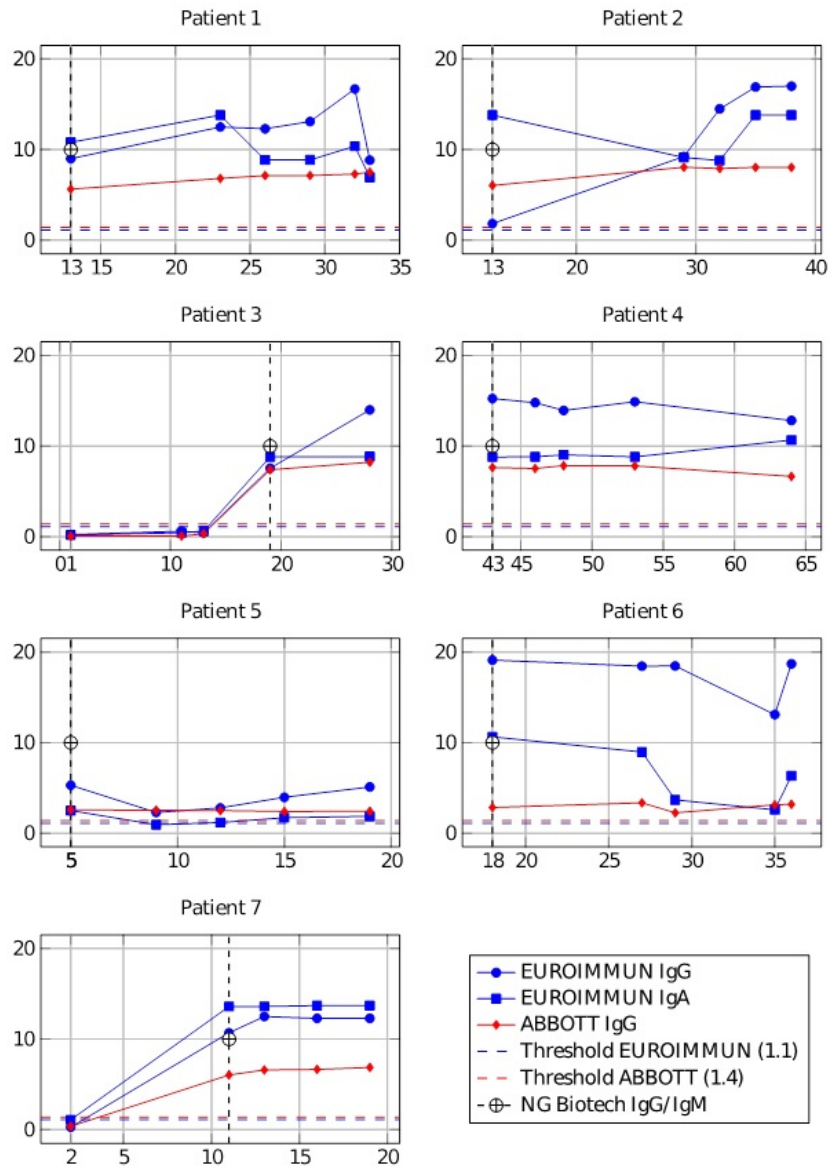 Patient 1
Patient 2
20
10
0
13 15 20 25 30 35
20
10
0
13 20 30 40
Patient 3
Patient 4
20
10
0
01 10 20 30
20
10
0
43 45 50 55 60 65
Patient 5
Patient 6
20
10
0
5 10 15 20
20
10
0
18 20 25 30 35
Patient 7
20
10
0
2 5 10 15 20
EUROIMMUN IgG
EUROIMMUN IgA
ABBOTT IgG
Threshold EUROIMMUN (1.1)
Threshold ABBOTT (1.4)
NG Biotech IgG/IgM